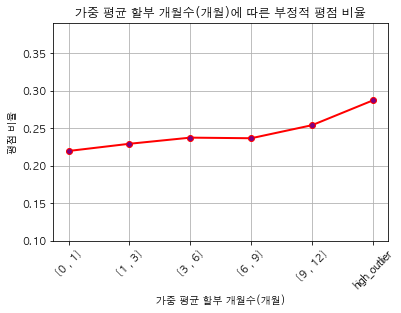 가중 평균 할부 개월수(개월)에 따른 부정적 평점 비율
평점 비율
0.35
0.30
0.25
0.20
0.15
0.10
[0 , 1)
[1 , 3)
[3 , 6)
[6 , 9)
[9 , 12)
high_outlier
가중 평균 할부 개월수(개월)